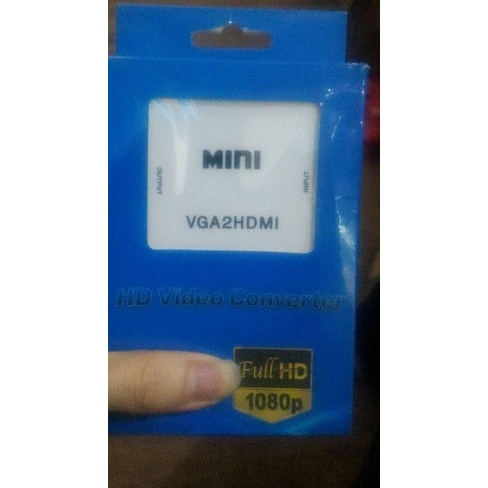 MINI
OUTPUT
INPUT
VGA2HDMI
HD Video Converter
Full HD
1080p